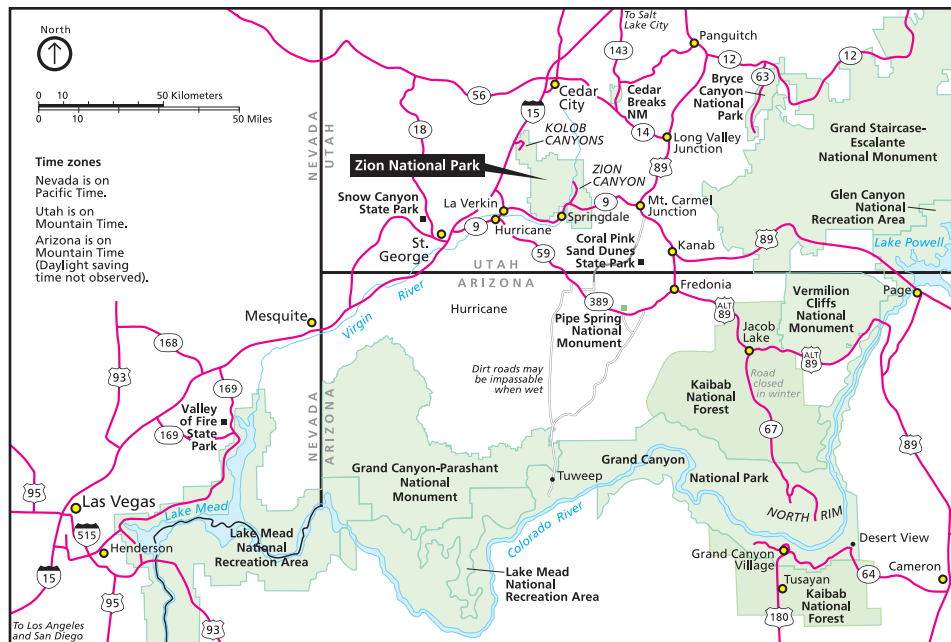 North
0 10 50 Kilometers
0 10 50 Miles
Time zones
Nevada is on
Pacific Time.
Utah is on
Mountain Time.
Arizona is on
Mountain Time
(Daylight saving
time not observed).
To Salt
Lake City
Panguitch
143
12
12
63
Bryce
Canyon
National
Park
56
Cedar
City
Cedar
Breaks
NM
15
18
14
Long Valley
Junction
KOLOB
CANYONS
NEVADA
UTAH
89
Grand Staircase-
Escalante
National Monument
Zion National Park
ZION
CANYON
Glen Canyon
National
Recreation Area
Snow Canyon
State Park
La Verkin
9
Mt. Carmel
Junction
Springdale
9
Hurricane
St.
George
Coral Pink
Sand Dunes
State Park
Kanab
89
Lake Powell
59
UTAH
ARIZONA
Virgin
River
Fredonia
Page
389
Hurricane
Vermilion
Cliffs
National
Monument
ALT
89
Mesquite
Pipe Spring
National
Monument
Jacob
Lake
168
ALT
89
Dirt roads may
be impassable
when wet
Road
closed
in winter
93
169
Kaibab
National
Forest
Valley
of Fire
State
Park
169
NEVADA
ARIZONA
67
89
Grand Canyon
National Park
Grand Canyon-Parashant
National
Monument
Tuweep
95
Las Vegas
Lake Mead
NORTH RIM
515
Colorado River
Lake Mead
National
Recreation Area
Henderson
Desert View
Grand Canyon
Village
Cameron
64
15
Lake Mead
National
Recreation Area
Tusayan
Kaibab
National
Forest
95
180
93
To Los Angeles
and San Diego